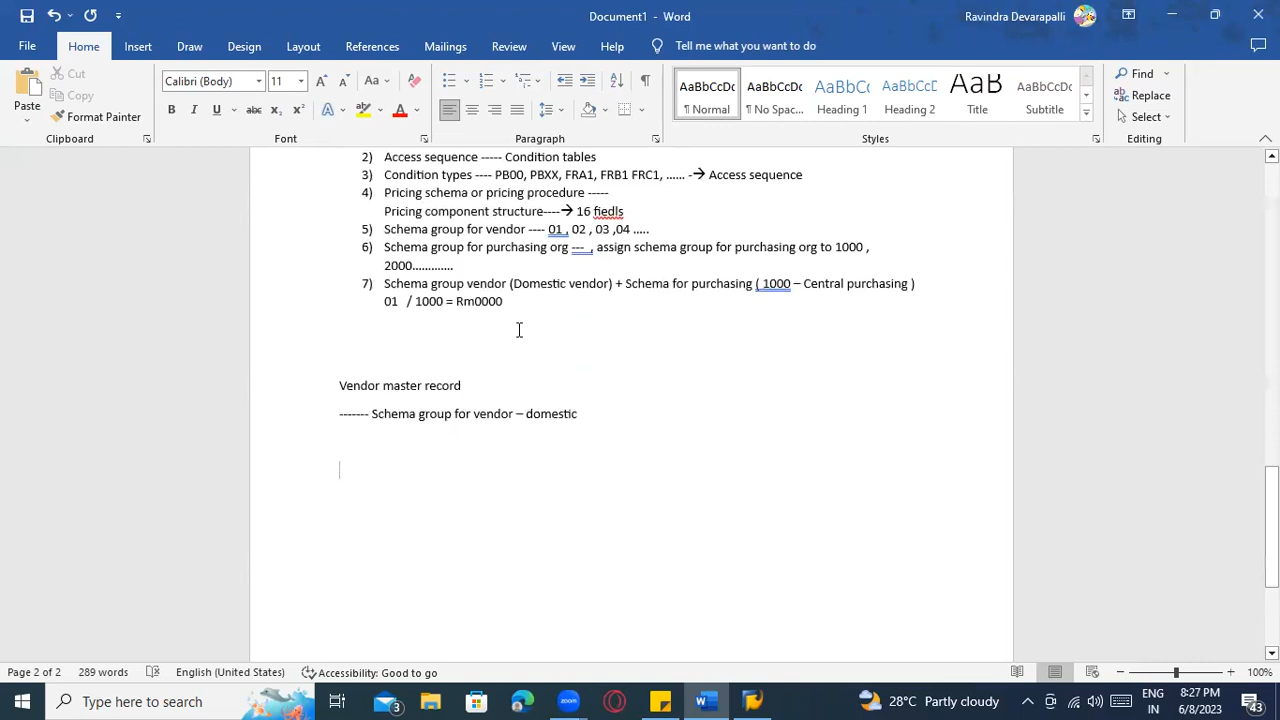 Document1 - Word
Ravindra Devarapalli
File Home Insert Draw Design Layout References Mailings Review View Help Tell me what you want to do
Paste
Cut
Copy
Format Painter
Clipboard
Calibri (Body) 11
Font
Paragraph
AaBbCcDc AaBbCcDc AaBbCc AaBbCcC AaB AaBbCcD
¶ Normal ¶ No Spac... Heading 1 Heading 2 Title Subtitle
Styles
Find
Replace
Select
Editing
2) Access sequence ----- Condition tables
3) Condition types ---- PB00, PBXX, FRA1, FRB1 FRC1, ...... -→ Access sequence
4) Pricing schema or pricing procedure -----
Pricing component structure----→ 16 fiedls
5) Schema group for vendor ---- 01 , 02 , 03 ,04 .....
6) Schema group for purchasing org --- , assign schema group for purchasing org to 1000 ,
2000.............
7) Schema group vendor (Domestic vendor) + Schema for purchasing ( 1000 – Central purchasing )
01 / 1000 = Rm0000
Vendor master record
------- Schema group for vendor – domestic
Page 2 of 2 289 words English (United States) Accessibility: Good to go 100%
Type here to search
3
zoom
28°C Partly cloudy
ENG
IN
8:27 PM
6/8/2023
43